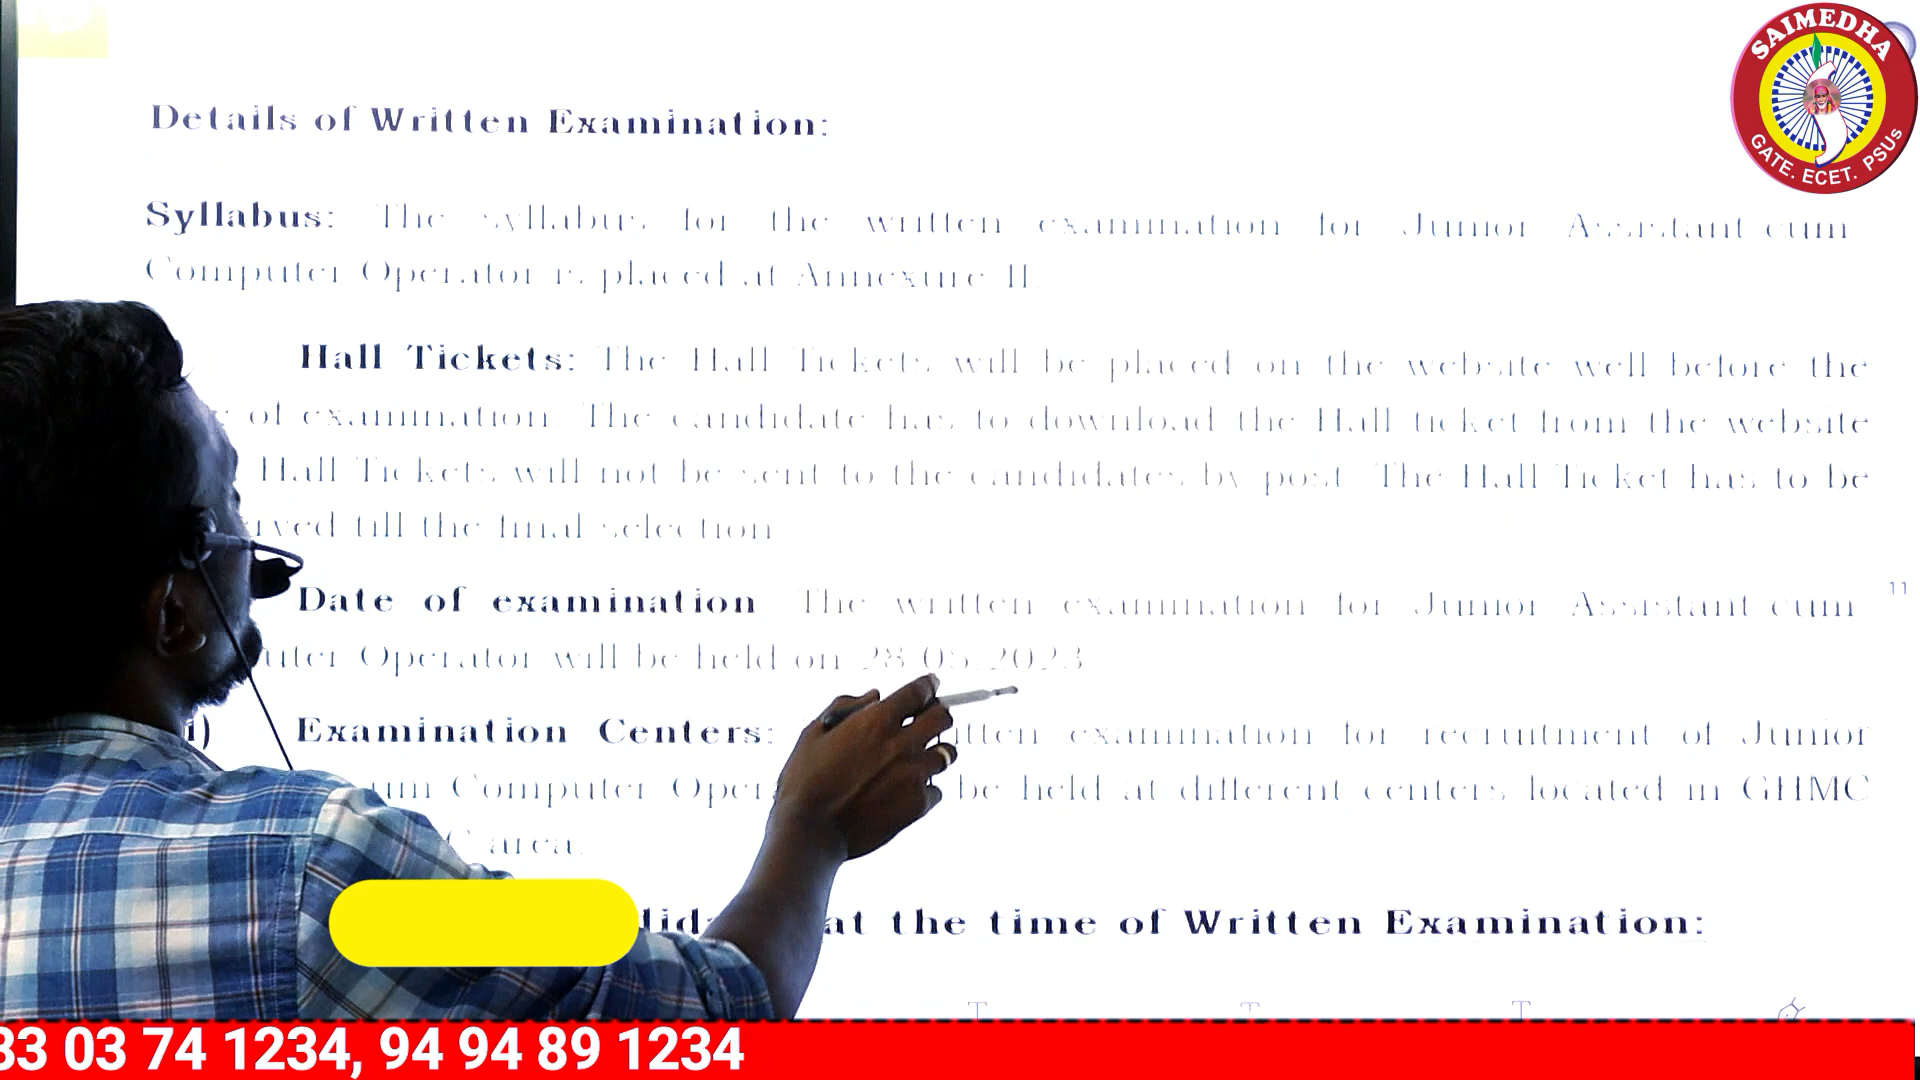 SAIMEDHA
GATE. ECET. PSUs
Details of Written Examination:
Syllabus: The syllabus for the written examination for Junior Assistant cum
Computer Operator is placed at Annexure II.
Hall Tickets: The Hall Tickets will be placed on the website well before the
of examination The candidate has to download the Hall ticket from the website
Hall Tickets will not be sent to the candidates by post The Hall Ticket has to be
till the final selection
11
Date of examination The written examination for Junior Assistant cum
Operator will be held on 28.05.2023
Examination Centers: examination for recruitment of Junior
Computer be held at different centers located in GHMC
area.
at the time of Written Examination:
33 03 74 1234, 94 94 89 1234